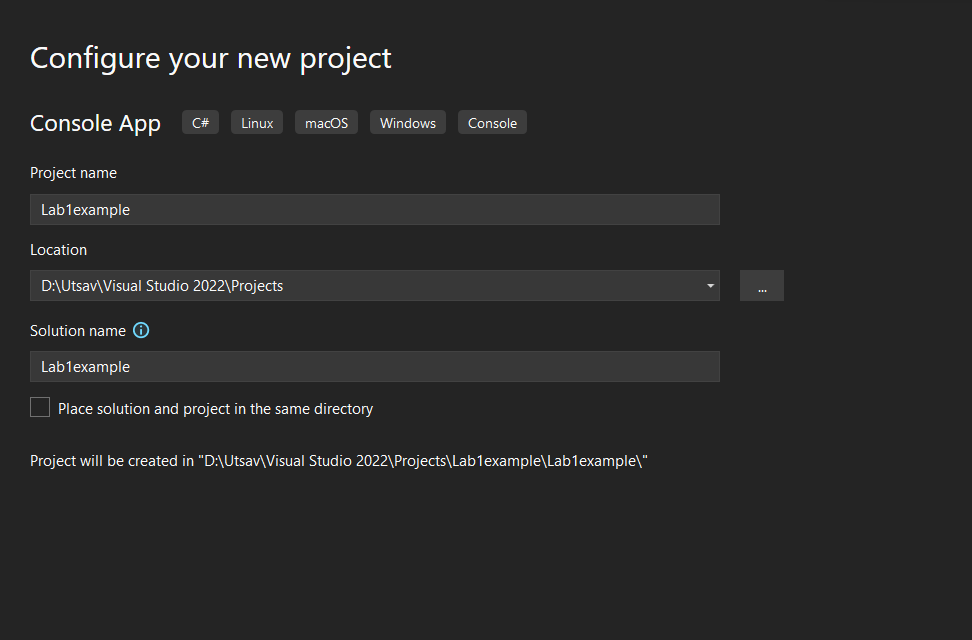 Configure your new project
Console App C# Linux macOS Windows Console
Project name
Lab1example
Location
D:\Utsav\Visual Studio 2022\Projects
...
Solution name
Lab1example
Place solution and project in the same directory
Project will be created in "D:\Utsav\Visual Studio 2022\Projects\Lab1example\Lab1example\"